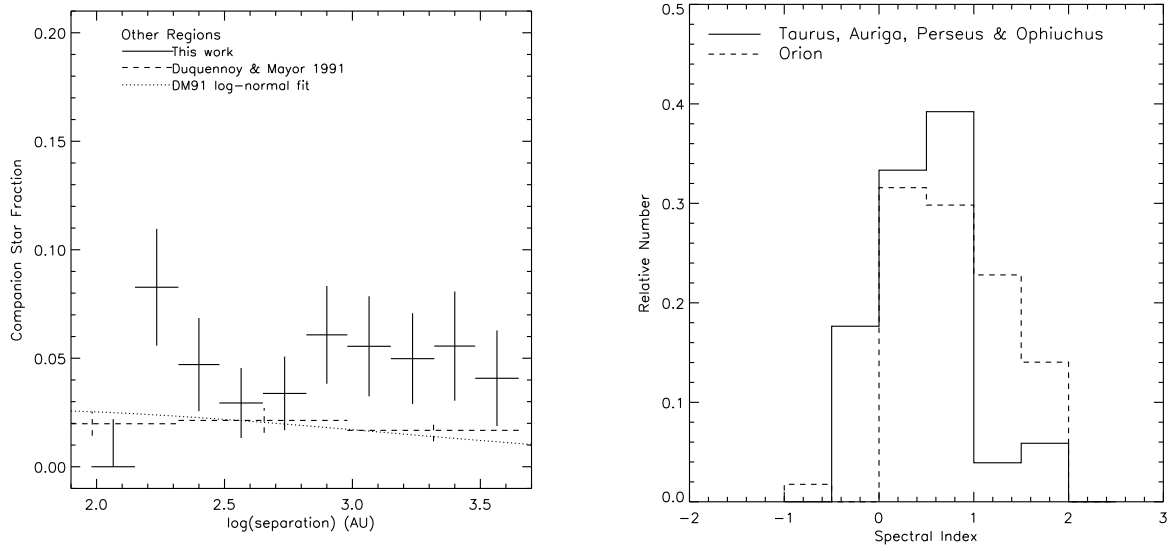 Other Regions
This work
Duquennoy & Mayor 1991
DM91 log-normal fit
0.20
0.15
0.10
0.05
0.00
Companion Star Fraction
2.0 2.5 3.0 3.5
log(separation) (AU)
Taurus, Auriga, Perseus & Ophiuchus
Orion
0.5
0.4
0.3
0.2
0.1
0.0
Relative Number
-2 -1 0 1 2 3
Spectral Index